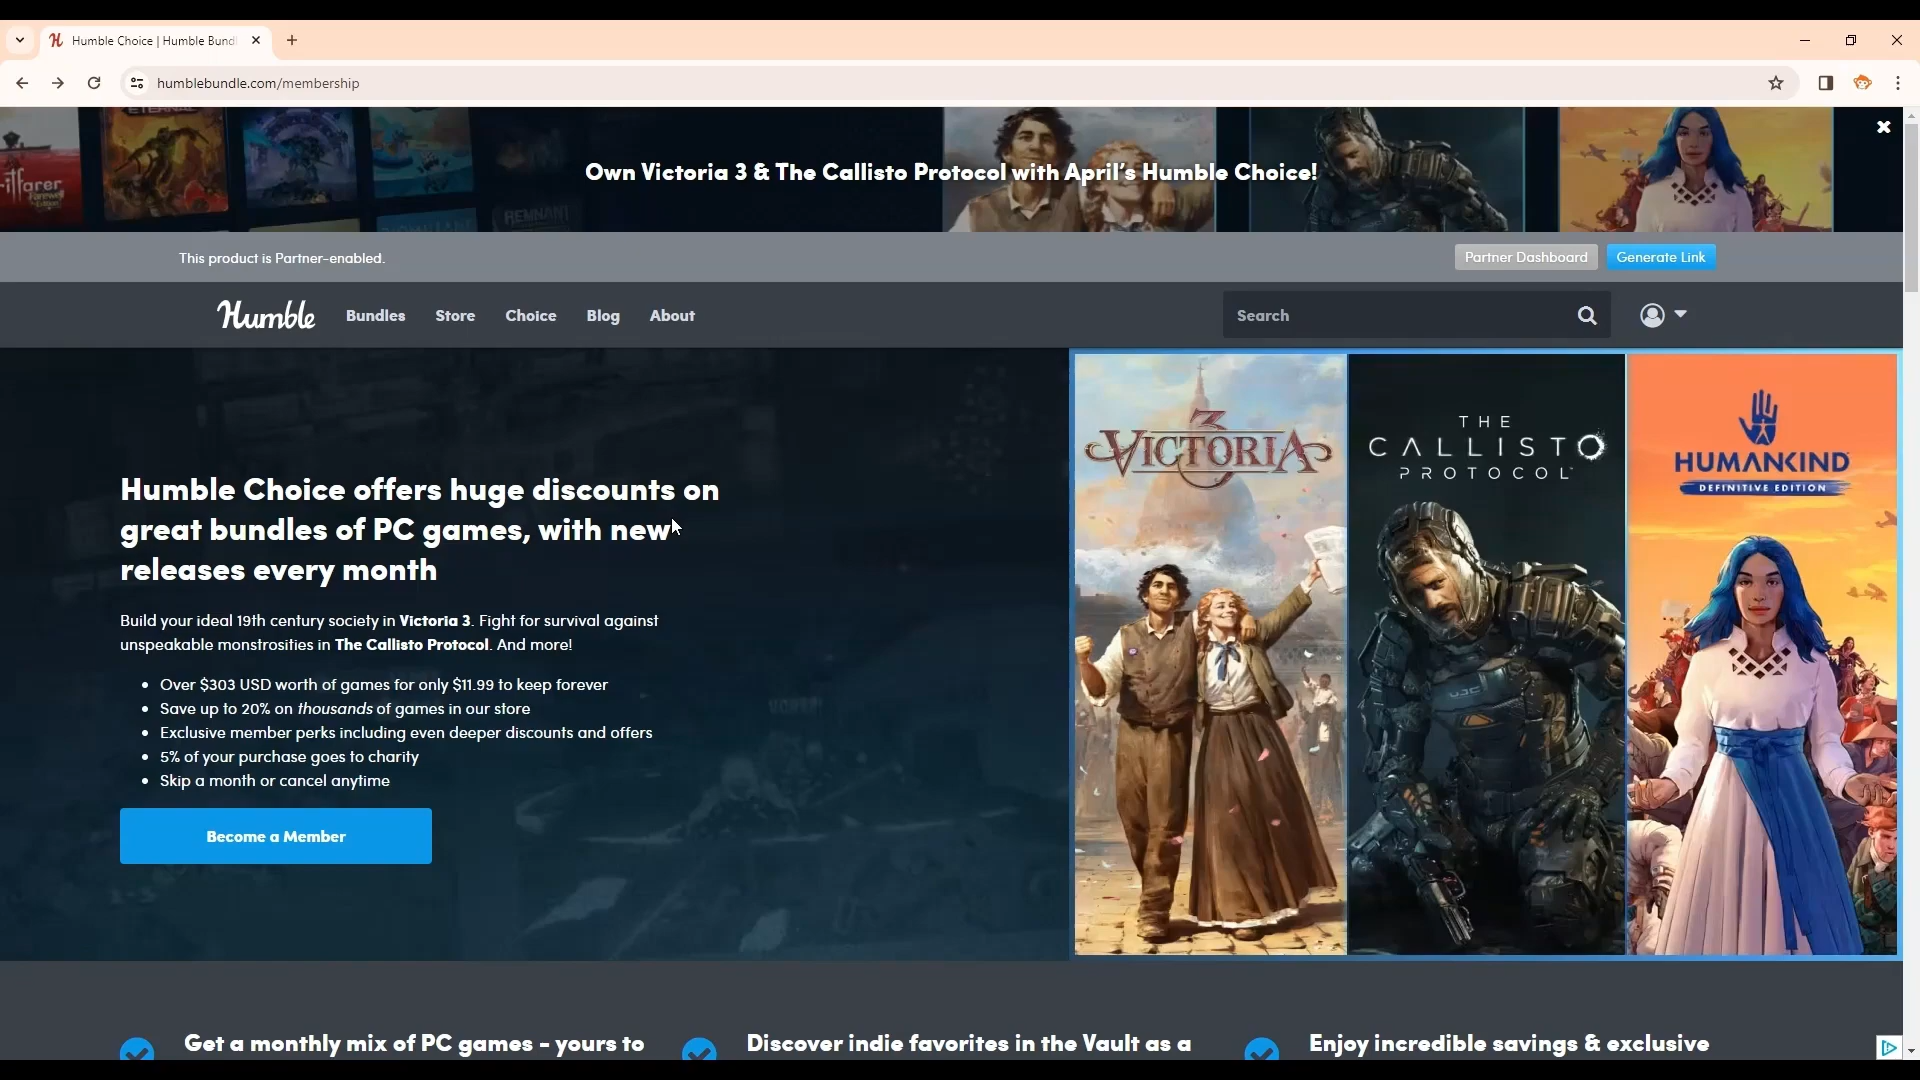 Humble Choice | Humble Bund
humblebundle.com/membership
ETERNAL
itfarer
REMNANT
Own Victoria 3 & The Callisto Protocol with April's Humble Choice!
This product is Partner-enabled.
Partner Dashboard
Generate Link
Humble
Bundles
Store
Choice
Blog
About
Search
Humble Choice offers huge discounts on
great bundles of PC games, with new
releases every month
Build your ideal 19th century society in Victoria 3. Fight for survival against
unspeakable monstrosities in The Callisto Protocol. And more!
Over $303 USD worth of games for only $11.99 to keep forever
Save up to 20% on thousands of games in our store
Exclusive member perks including even deeper discounts and offers
5% of your purchase goes to charity
Skip a month or cancel anytime
Become a Member
3
VICTORIA
THE
CALLISTO
PROTOCOL
HUMANKIND
DEFINITIVE EDITION
Get a monthly mix of PC games - yours to
Discover indie favorites in the Vault as a
Enjoy incredible savings & exclusive